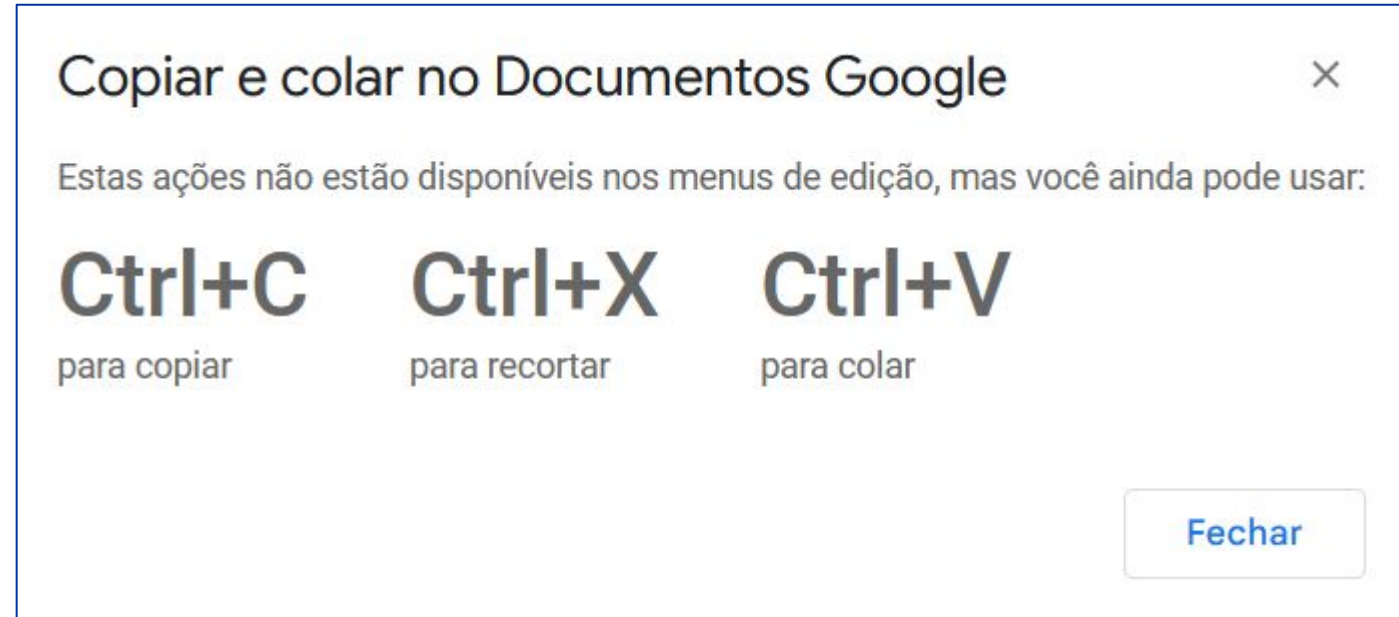 Copiar e colar no Documentos Google
Estas ações não estão disponíveis nos menus de edição, mas você ainda pode usar:
Ctrl+C Ctrl+X Ctrl+V
para copiar para recortar para colar
Fechar